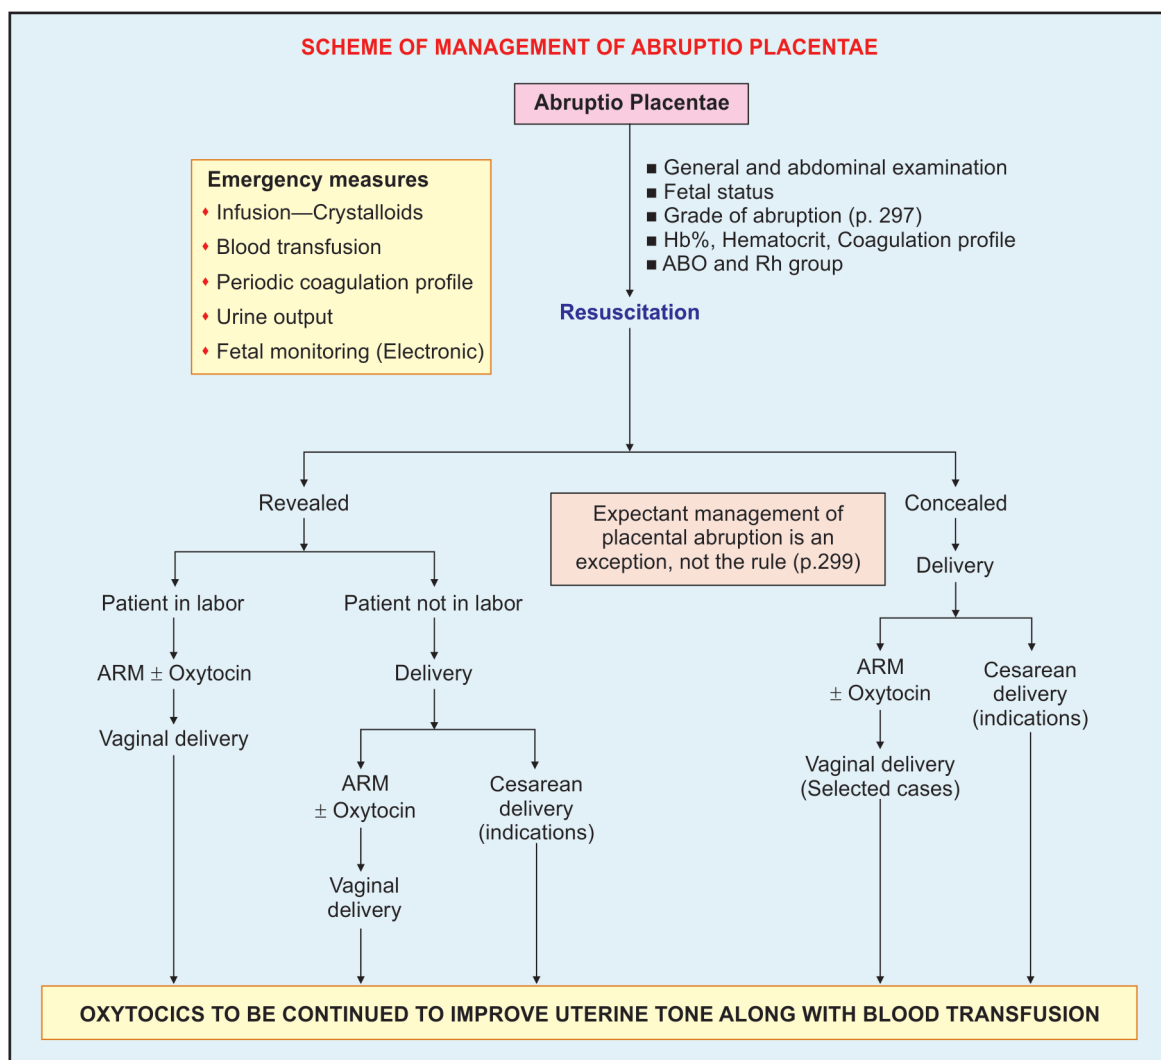 SCHEME OF MANAGEMENT OF ABRUPTIO PLACENTAE
Abruptio Placentae
■ General and abdominal examination
■ Fetal status
■ Grade of abruption (p. 297)
■ Hb%, Hematocrit, Coagulation profile
■ ABO and Rh group
Emergency measures
♦ Infusion—Crystalloids
♦ Blood transfusion
♦ Periodic coagulation profile
♦ Urine output
♦ Fetal monitoring (Electronic)
Resuscitation
Revealed
Expectant management of
placental abruption is an
exception, not the rule (p.299)
Concealed
Delivery
Patient in labor
ARM ± Oxytocin
Vaginal delivery
Patient not in labor
Delivery
ARM
± Oxytocin
Vaginal
delivery
Cesarean
delivery
(indications)
ARM
± Oxytocin
Vaginal delivery
(Selected cases)
Cesarean
delivery
(indications)
OXYTOCICS TO BE CONTINUED TO IMPROVE UTERINE TONE ALONG WITH BLOOD TRANSFUSION